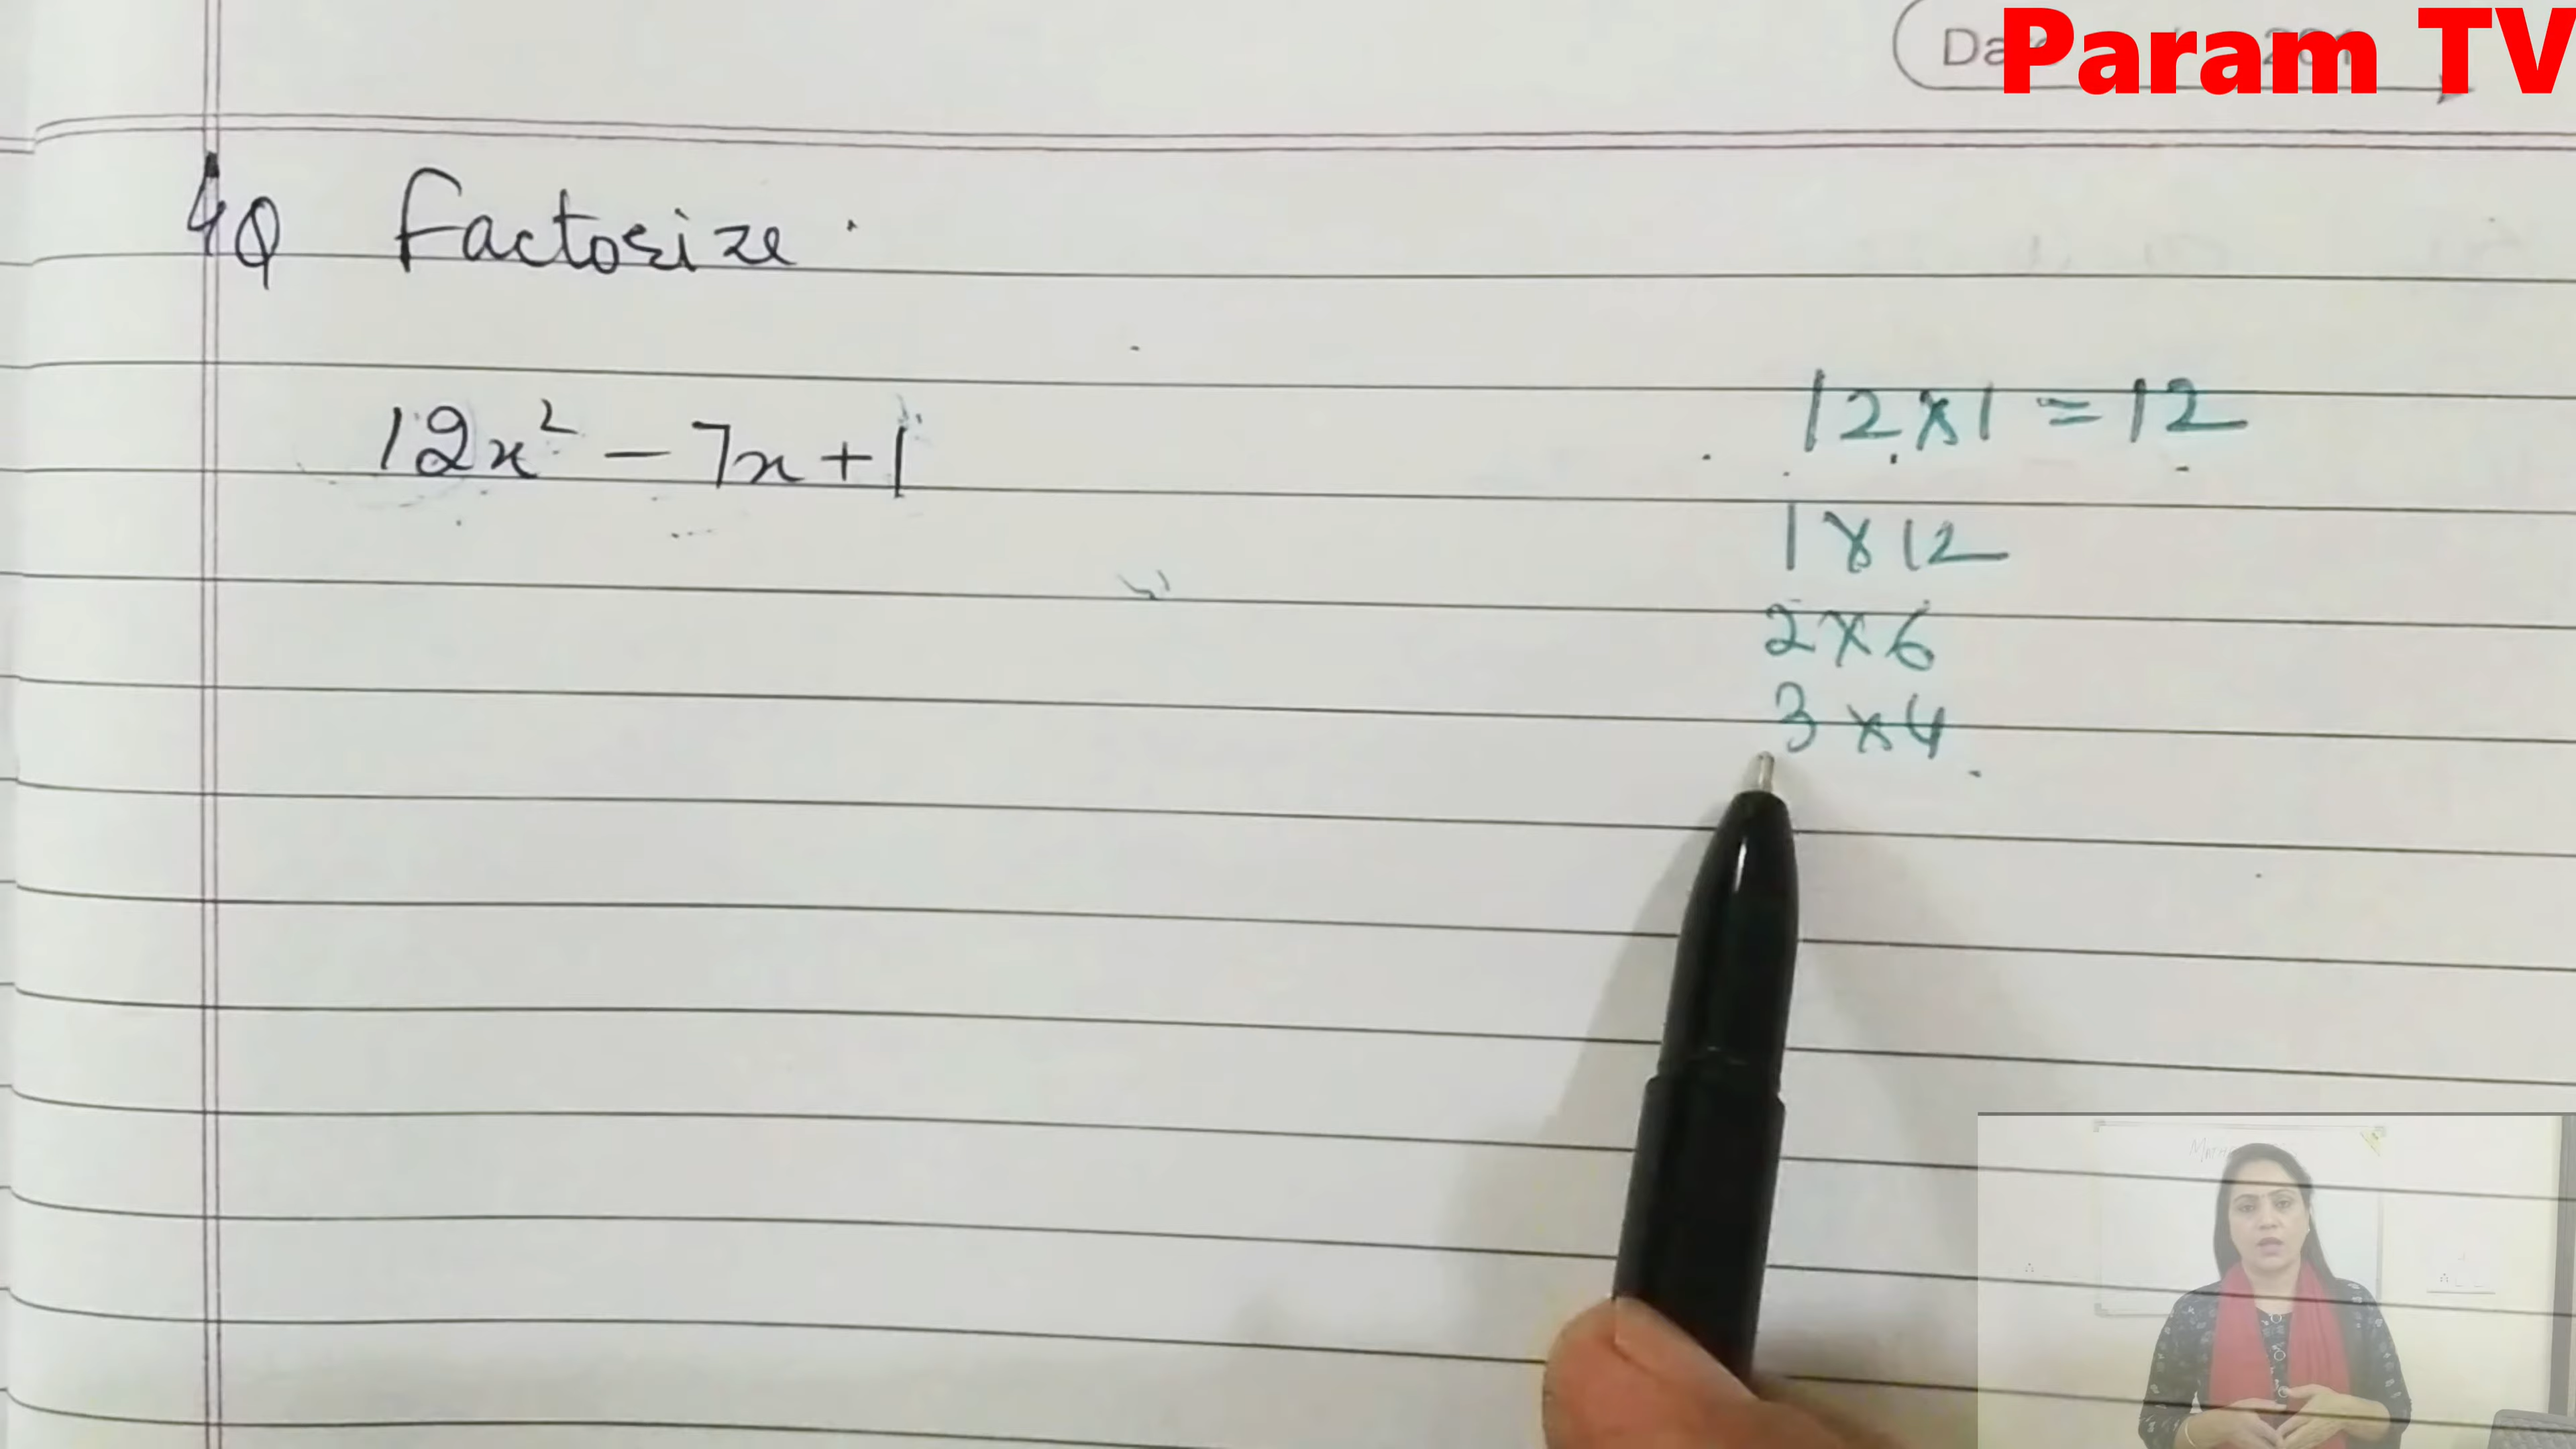 Param TV
4Q Factorize
12x² - 7x + 1
12 x 1 = 12
1 x 12
2 x 6
3 x 4